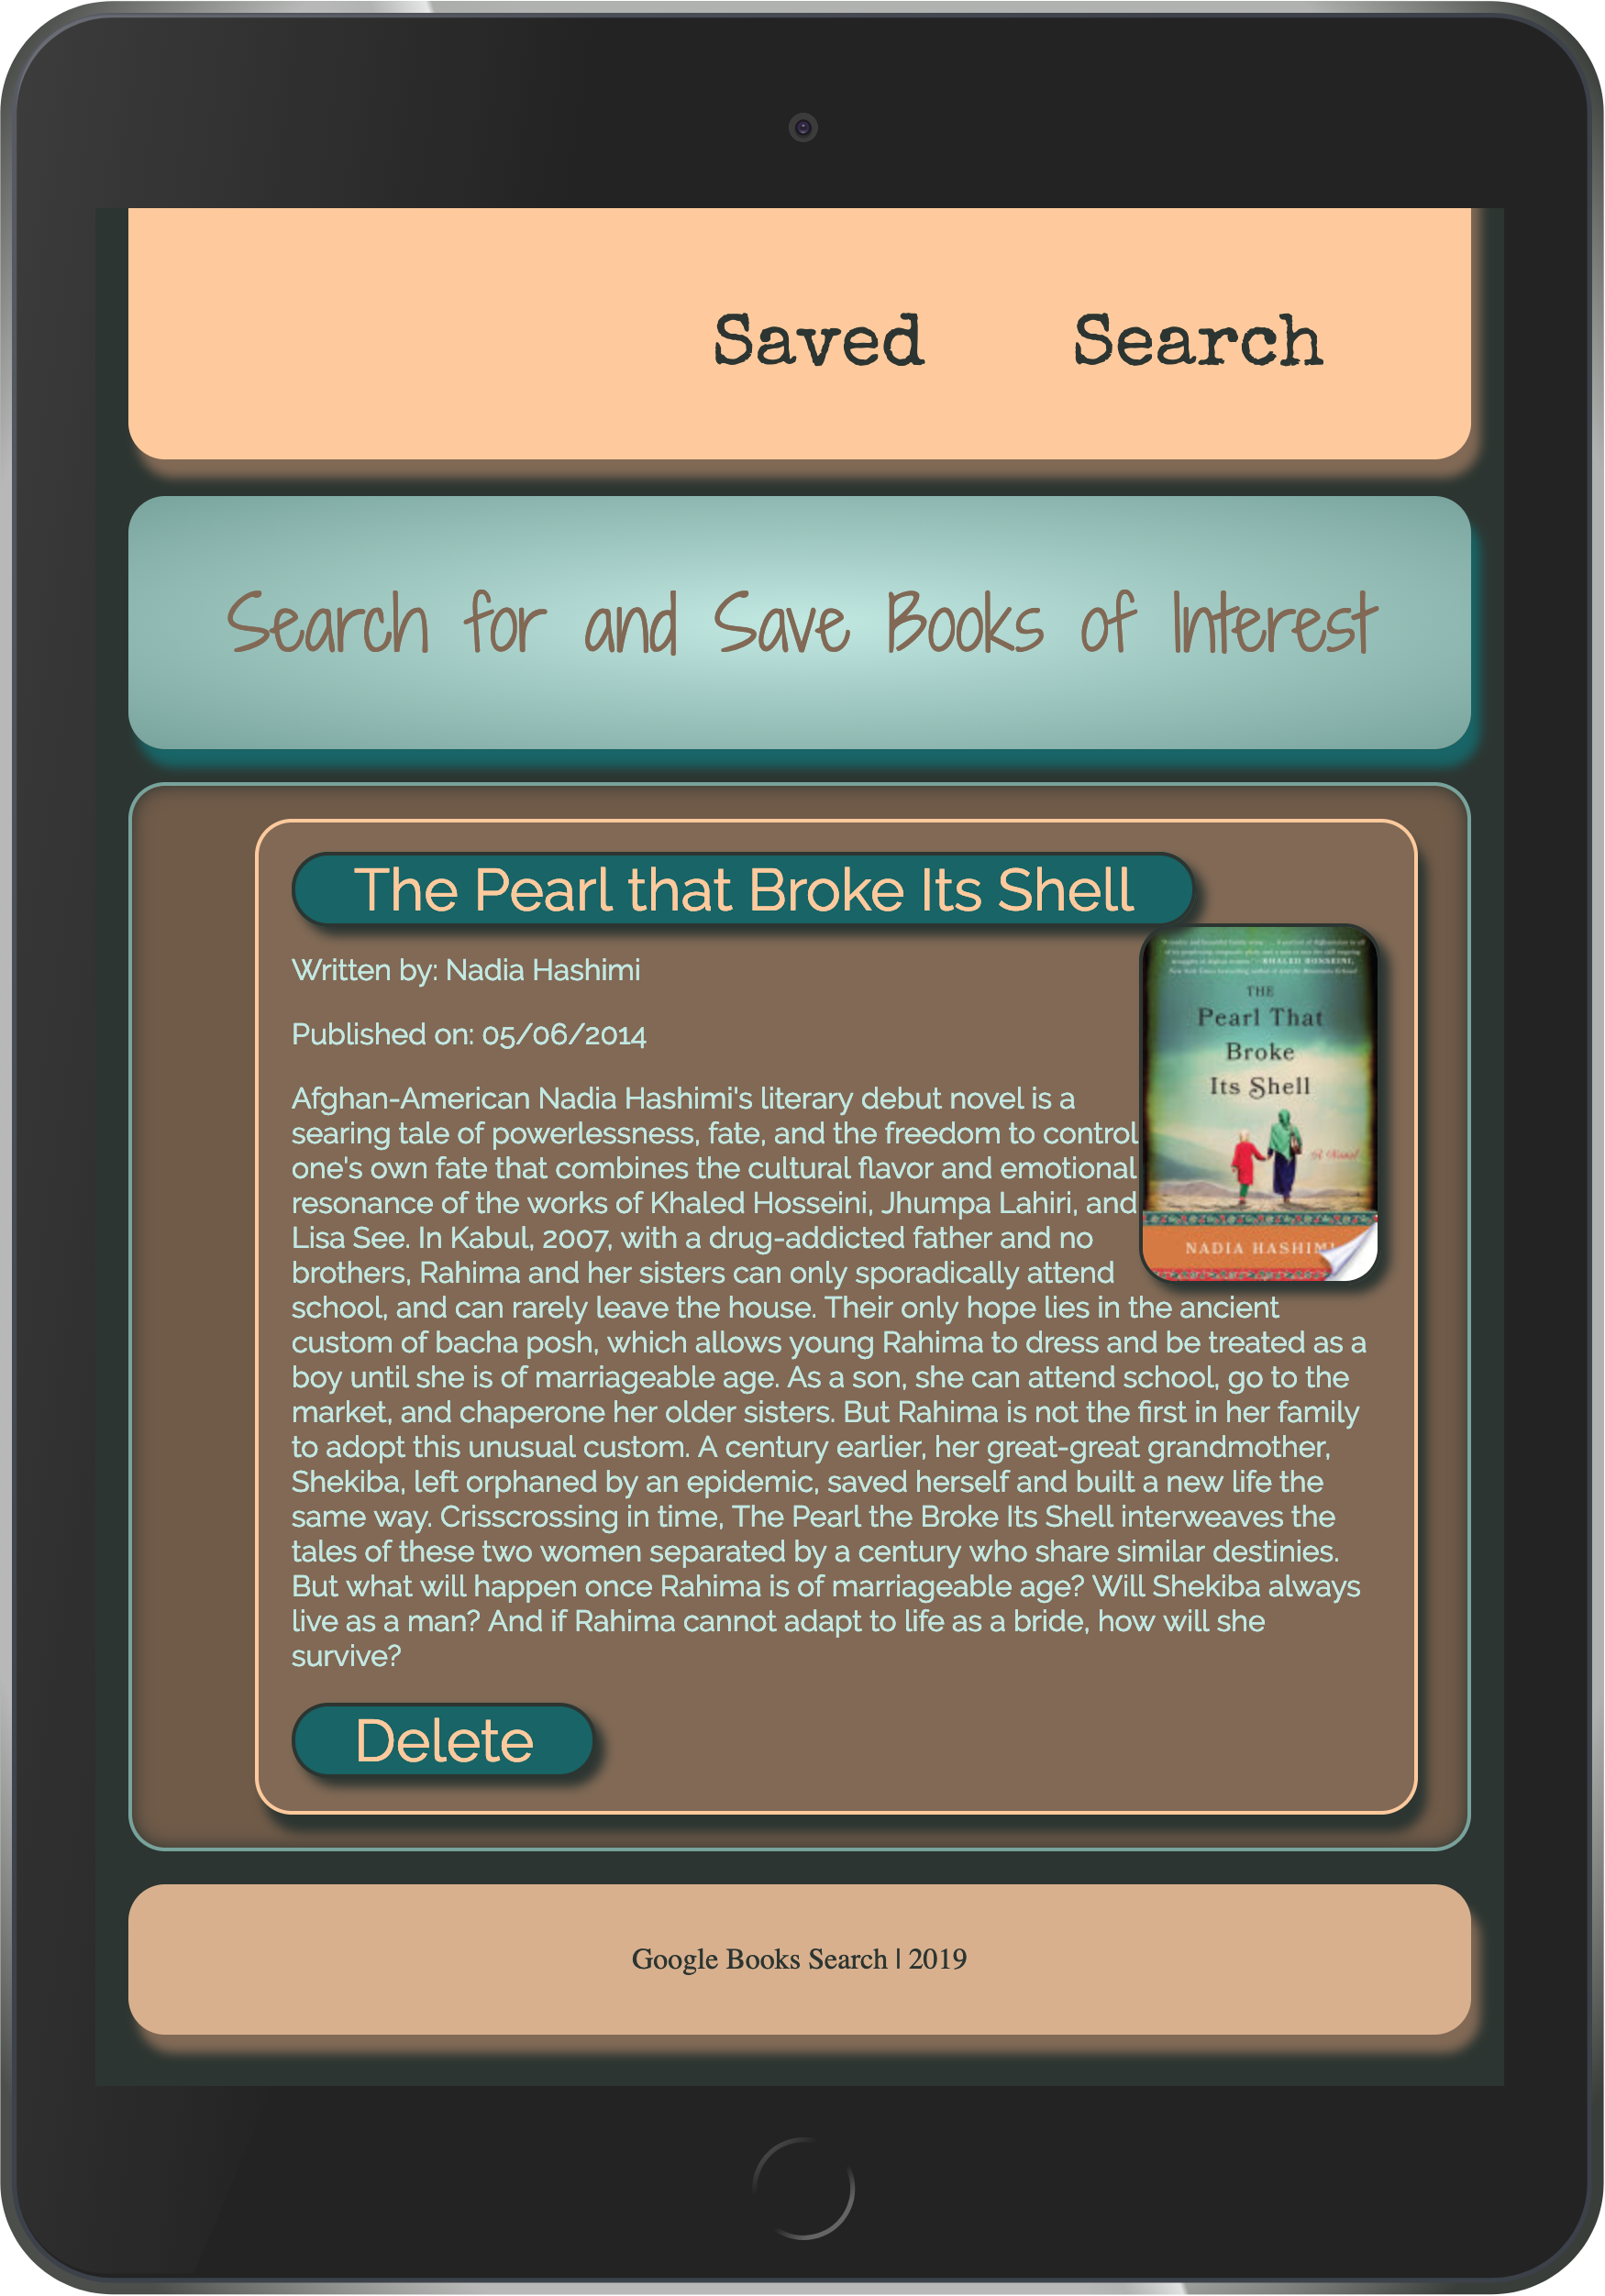 Saved Search
Search for and Save Books of Interest
The Pearl that Broke Its Shell
Written by: Nadia Hashimi
Published on: 05/06/2014
Afghan-American Nadia Hashimi's literary debut novel is a
searing tale of powerlessness, fate, and the freedom to control
one's own fate that combines the cultural flavor and emotional
resonance of the works of Khaled Hosseini, Jhumpa Lahiri, and
Lisa See. In Kabul, 2007, with a drug-addicted father and no
brothers, Rahima and her sisters can only sporadically attend
school, and can rarely leave the house. Their only hope lies in the ancient
custom of bacha posh, which allows young Rahima to dress and be treated as a
boy until she is of marriageable age. As a son, she can attend school, go to the
market, and chaperone her older sisters. But Rahima is not the first in her family
to adopt this unusual custom. A century earlier, her great-great grandmother,
Shekiba, left orphaned by an epidemic, saved herself and built a new life the
same way. Crisscrossing in time, The Pearl the Broke Its Shell interweaves the
tales of these two women separated by a century who share similar destinies.
But what will happen once Rahima is of marriageable age? Will Shekiba always
live as a man? And if Rahima cannot adapt to life as a bride, how will she
survive?
KHALED HOSSEINI,
THE
Pearl That
Broke
Its Shell
A Novel
NADIA HASHIMI
Delete
Google Books Search | 2019